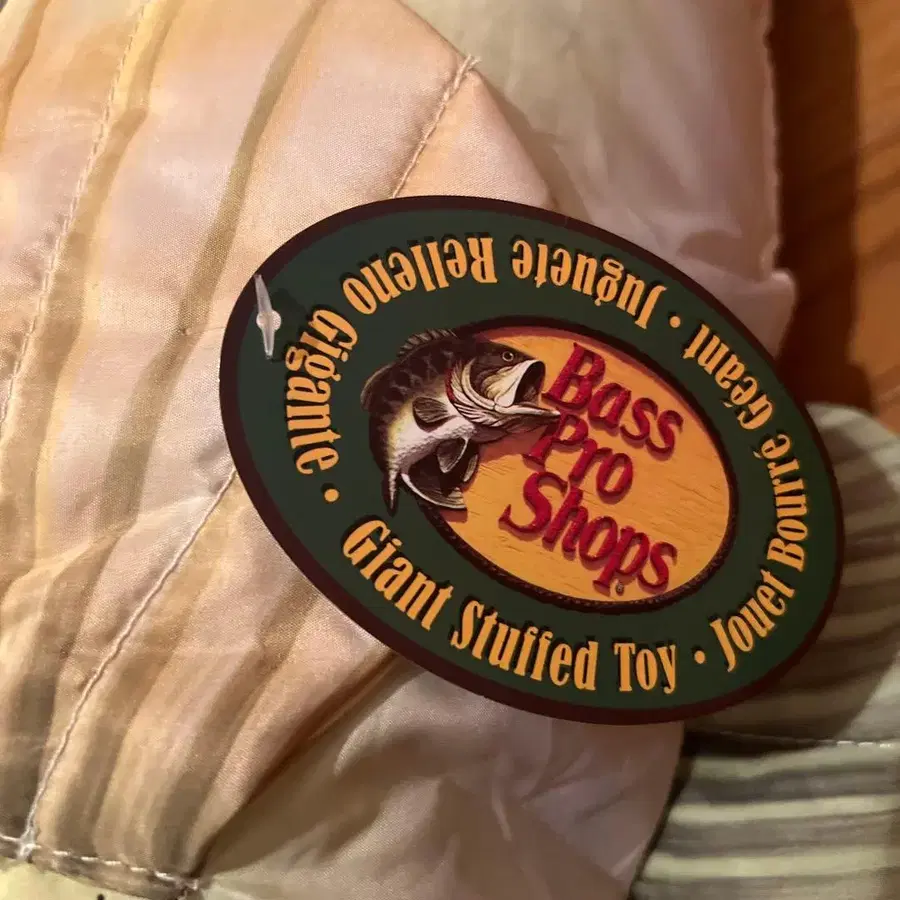 Bass
Pro
Shops®
Giant Stuffed Toy • Jouet Bourré Géant • Juguete Relleno Gigante •